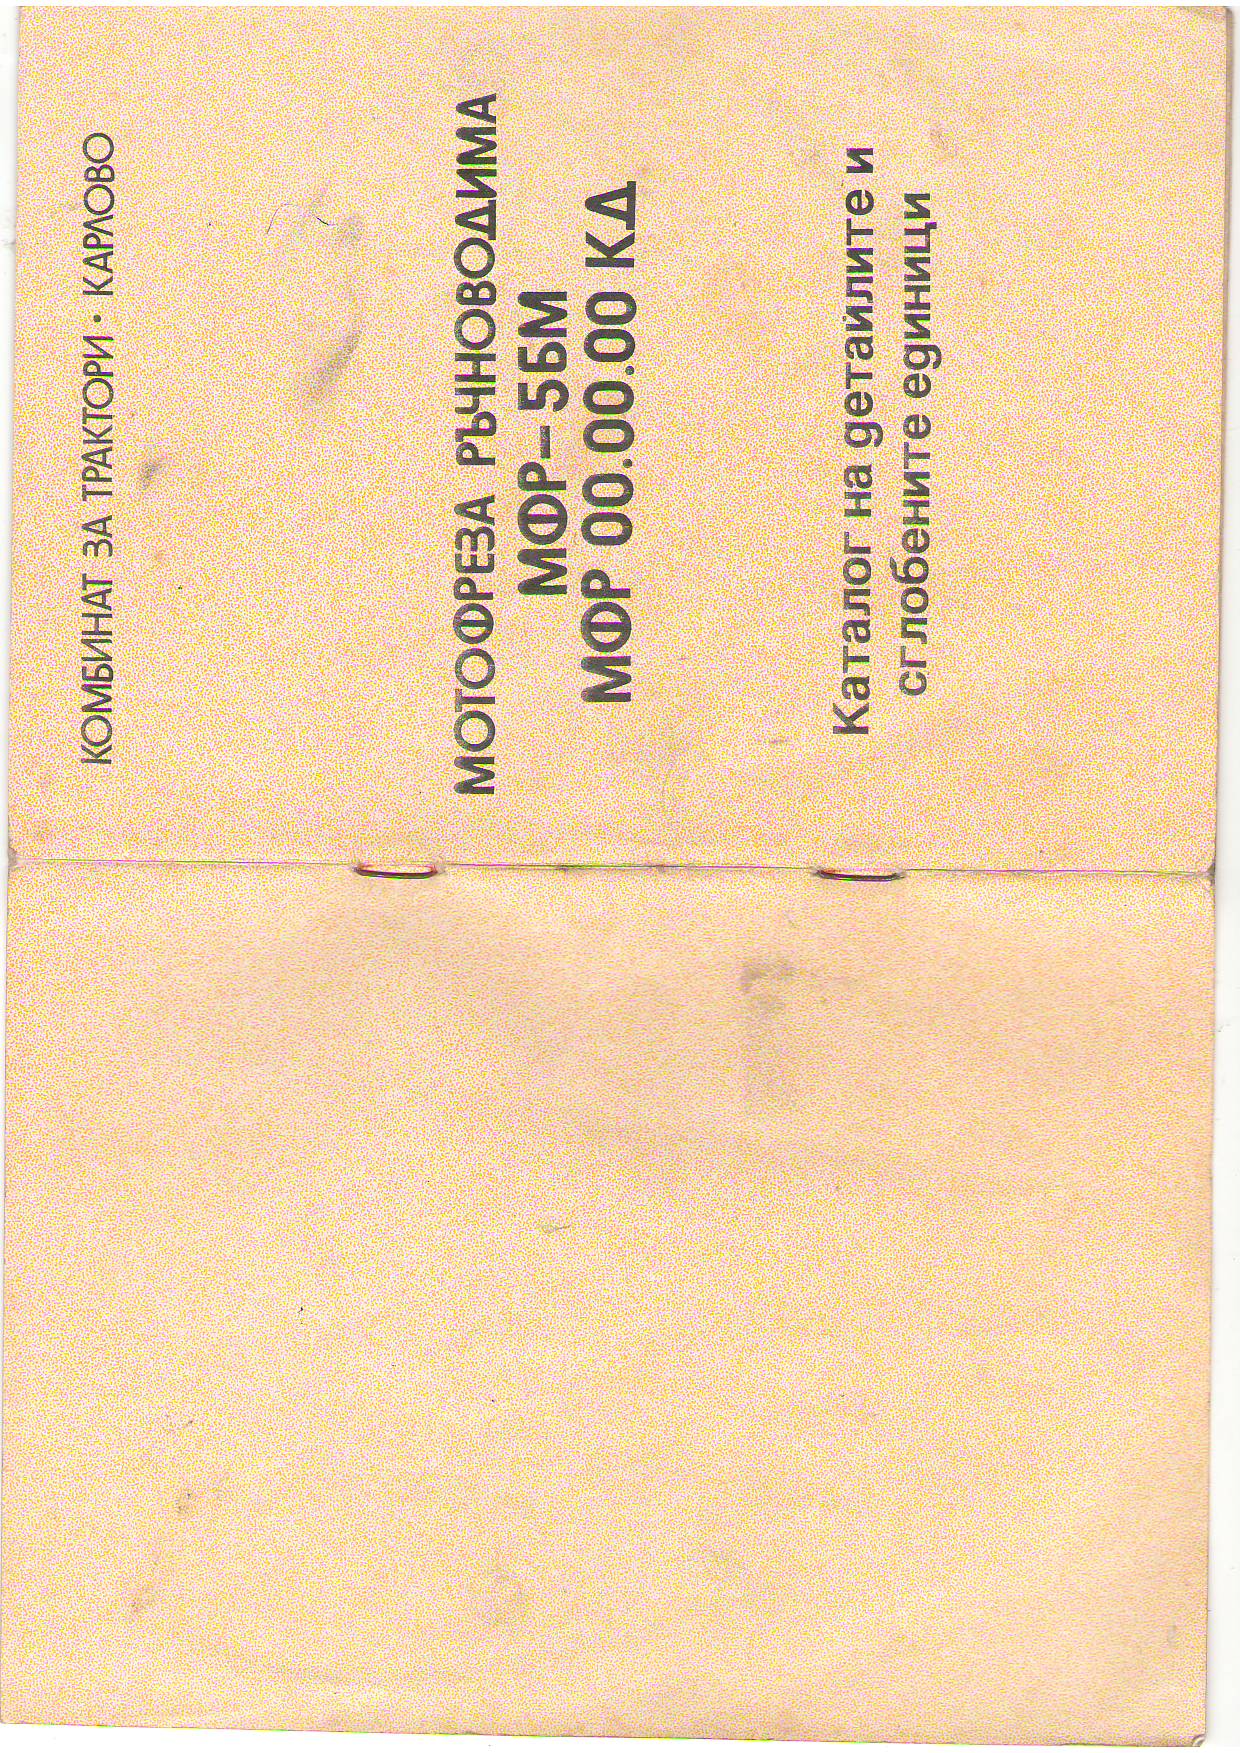 КОМБИНАТ ЗА ТРАКТОРИ · КАРЛОВО
МОТОФРЕЗА РЪЧНОВОДИМА
МФР–5БМ
МФР 00.00.00 КД
Каталог на детайлите и
сглобените единици